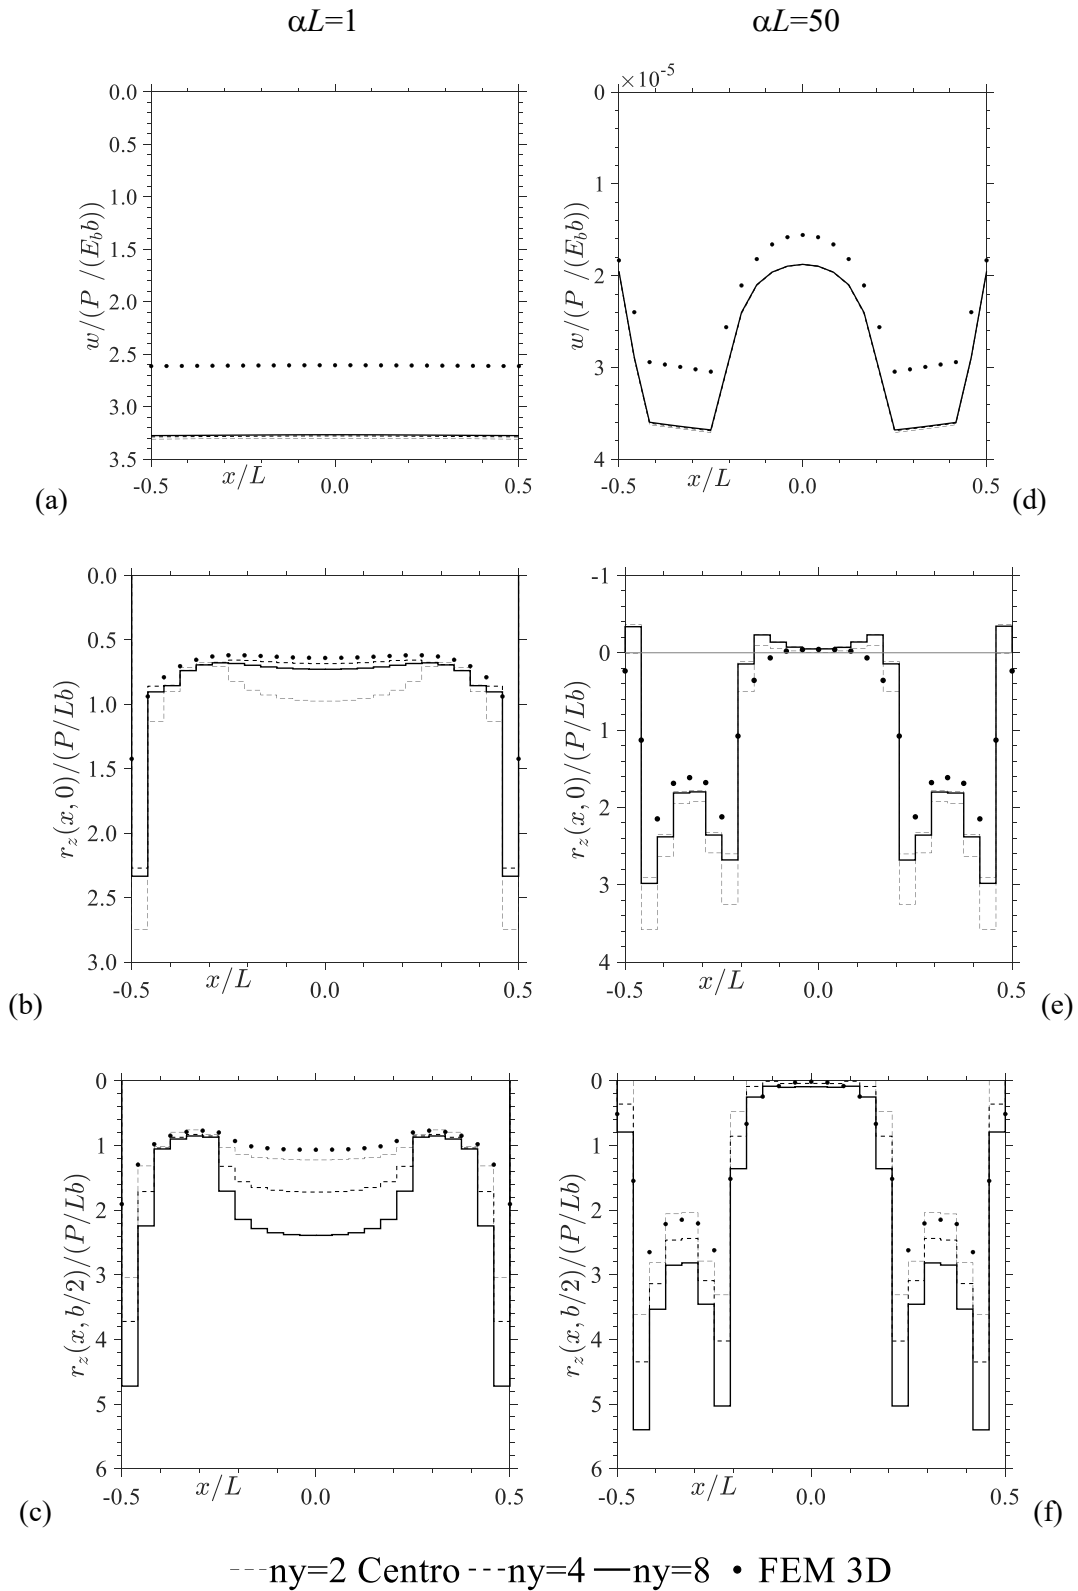 αL=1
αL=50
0.0
0.5
1.0
1.5
2.0
2.5
3.0
3.5
w/(P /(E_b b))
-0.5
x/L
0.0
0.5
(a)
×10^-5
0
1
2
3
4
w/(P /(E_b b))
-0.5
0.0
x/L
0.5
(d)
0.0
0.5
1.0
1.5
2.0
2.5
3.0
r_z(x, 0)/(P/Lb)
-0.5
x/L
0.0
0.5
(b)
-1
0
1
2
3
4
r_z(x, 0)/(P/Lb)
-0.5
x/L
0.0
0.5
(e)
0
1
2
3
4
5
6
r_z(x, b/2)/(P/Lb)
-0.5
x/L
0.0
0.5
(c)
0
1
2
3
4
5
6
r_z(x, b/2)/(P/Lb)
-0.5
x/L
0.0
0.5
(f)
ny=2 Centro ny=4 ny=8 FEM 3D